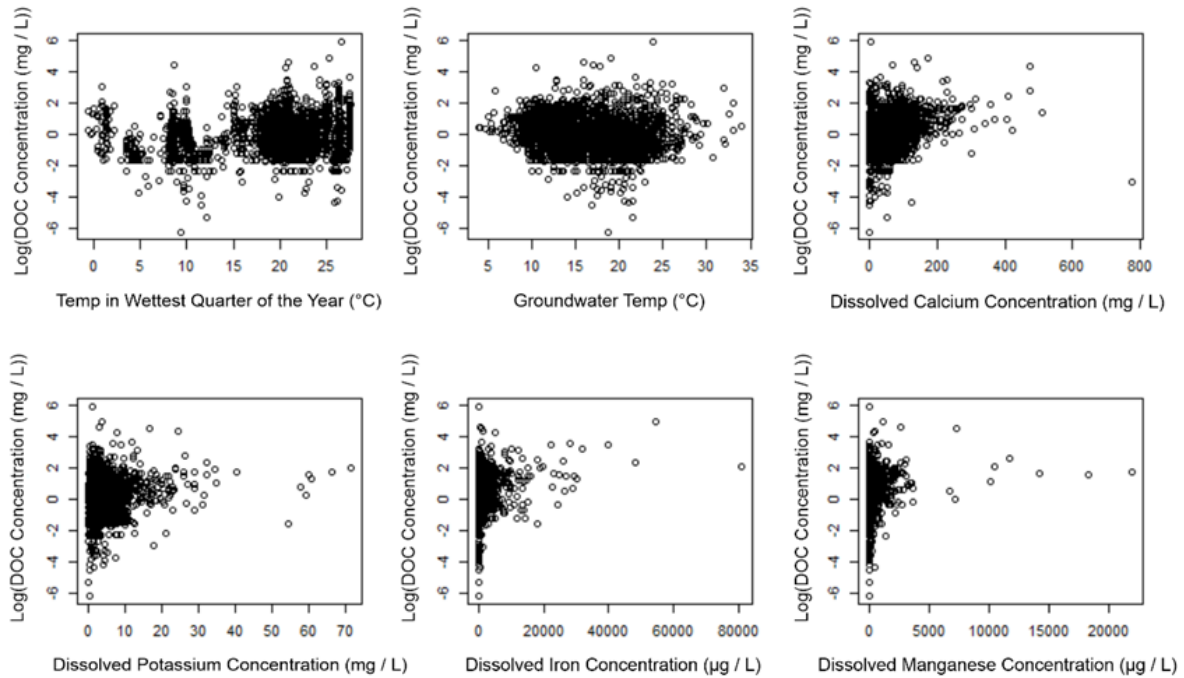 Log(DOC Concentration (mg / L))
6
4
2
0
-2
-4
-6
0 5 10 15 20 25
Temp in Wettest Quarter of the Year (°C)
Log(DOC Concentration (mg / L))
6
4
2
0
-2
-4
-6
5 10 15 20 25 30 35
Groundwater Temp (°C)
Log(DOC Concentration (mg / L))
6
4
2
0
-2
-4
-6
0 200 400 600 800
Dissolved Calcium Concentration (mg / L)
Log(DOC Concentration (mg / L))
6
4
2
0
-2
-4
-6
0 10 20 30 40 50 60 70
Dissolved Potassium Concentration (mg / L)
Log(DOC Concentration (mg / L))
6
4
2
0
-2
-4
-6
0 20000 40000 60000 80000
Dissolved Iron Concentration (µg / L)
Log(DOC Concentration (mg / L))
6
4
2
0
-2
-4
-6
0 5000 10000 15000 20000
Dissolved Manganese Concentration (µg / L)